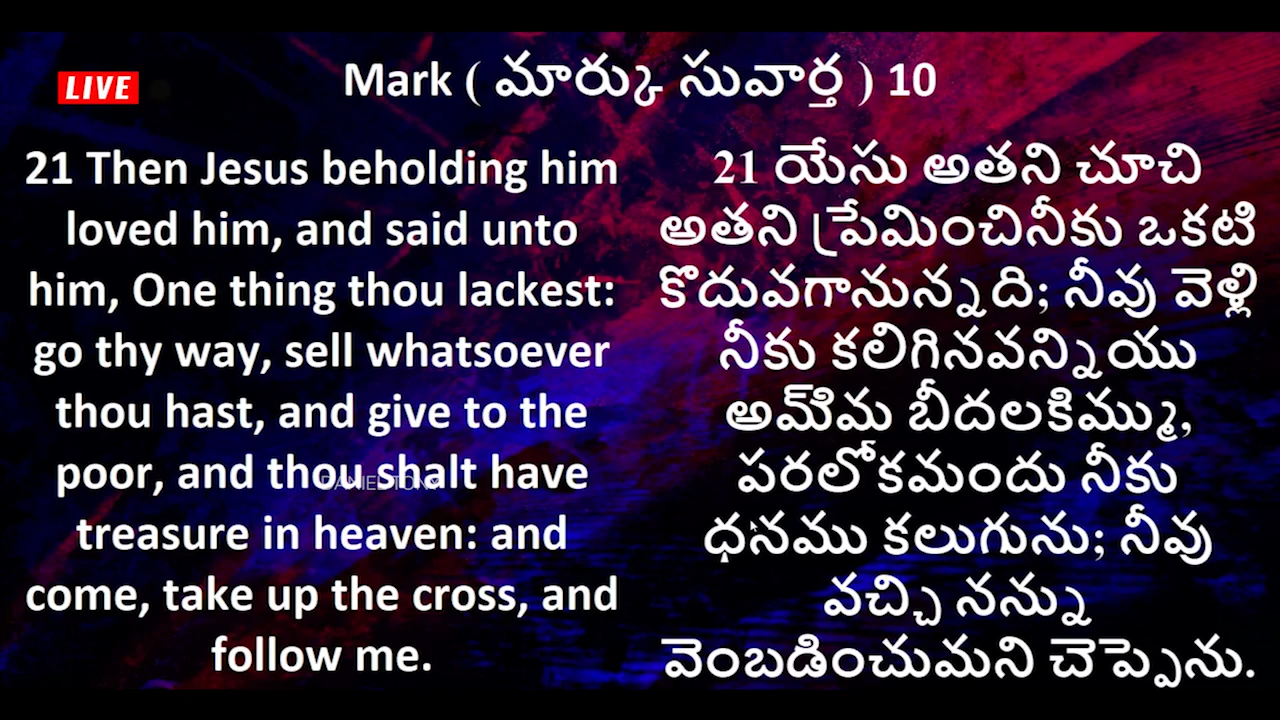 LIVE
Mark ( మార్కు సువార్త ) 10
21 Then Jesus beholding him
loved him, and said unto
him, One thing thou lackest:
go thy way, sell whatsoever
thou hast, and give to the
poor, and thou shalt have
treasure in heaven: and
come, take up the cross, and
follow me.
21 యేసు అతని చూచి
అతని ప్రేమించినీకు ఒకటి
కొదువగానున్నది; నీవు వెళ్లి
నీకు కలిగినవన్నియు
అమ్మి బీదలకిమ్ము,
పరలోకమందు నీకు
ధనము కలుగును; నీవు
వచ్చి నన్ను
వెంబడించుమని చెప్పెను.
DANIEL TONY